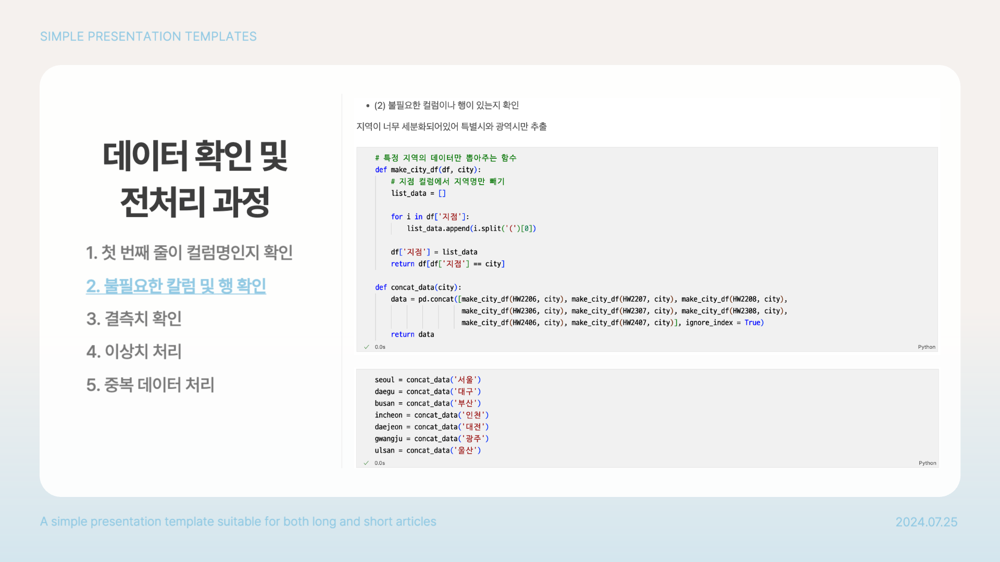 SIMPLE PRESENTATION TEMPLATES
데이터 확인 및
전처리 과정
1. 첫 번째 줄이 컬럼명인지 확인
2. 불필요한 칼럼 및 행 확인
3. 결측치 확인
4. 이상치 처리
5. 중복 데이터 처리
• (2) 불필요한 컬럼이나 행이 있는지 확인
지역이 너무 세분화되어있어 특별시와 광역시만 추출
# 특정 지역의 데이터만 뽑아주는 함수
def make_city_df(df, city):
    # 지점 컬럼에서 지역명만 빼기
    list_data = []
    for i in df['지점']:
        list_data.append(i.split('(')[0])
    df['지점'] = list_data
    return df[df['지점'] == city]
def concat_data(city):
    data = pd.concat([make_city_df(HW2206, city), make_city_df(HW2207, city), make_city_df(HW2208, city),
                      make_city_df(HW2306, city), make_city_df(HW2307, city), make_city_df(HW2308, city),
                      make_city_df(HW2406, city), make_city_df(HW2407, city)], ignore_index = True)
    return data
✓ 0.0s Python
seoul = concat_data('서울')
daegu = concat_data('대구')
busan = concat_data('부산')
incheon = concat_data('인천')
daejeon = concat_data('대전')
gwangju = concat_data('광주')
ulsan = concat_data('울산')
✓ 0.0s Python
A simple presentation template suitable for both long and short articles
2024.07.25